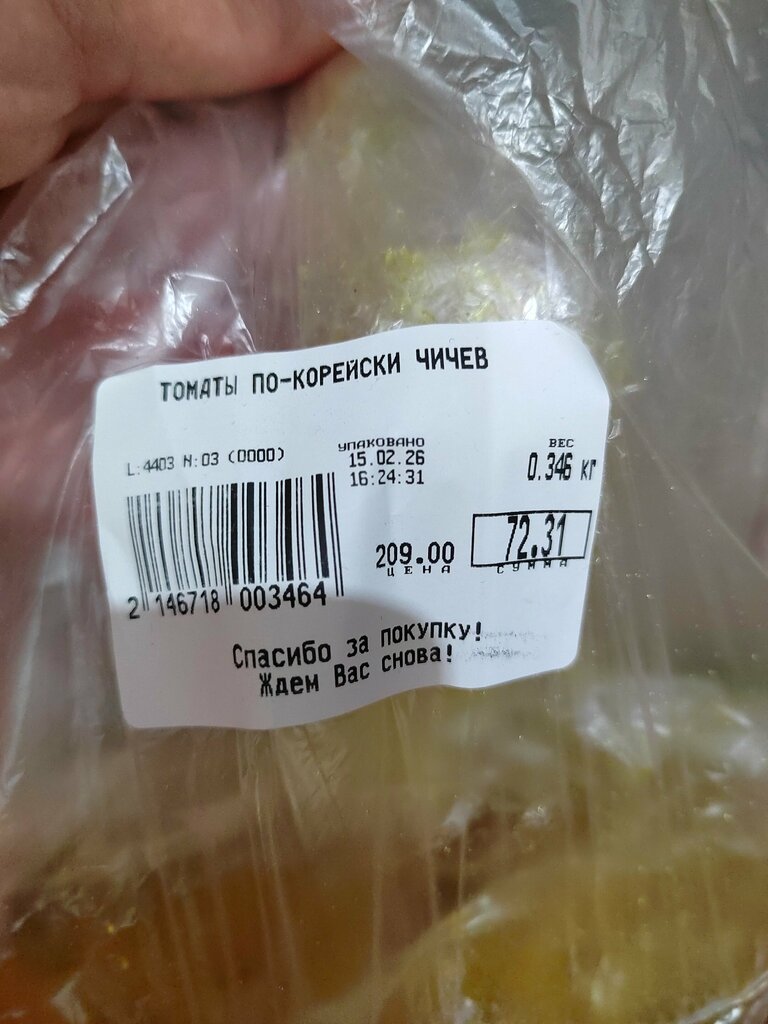 ТОМАТЫ ПО-КОРЕЙСКИ ЧИЧЕВ
L:4403 N:03 (0000)
УПАКОВАНО
15.02.26
16:24:31
ВЕС
0.346 кг
209.00
ЦЕНА
72.31
СУММА
2 146718 003464
Спасибо за покупку!
Ждем Вас снова!